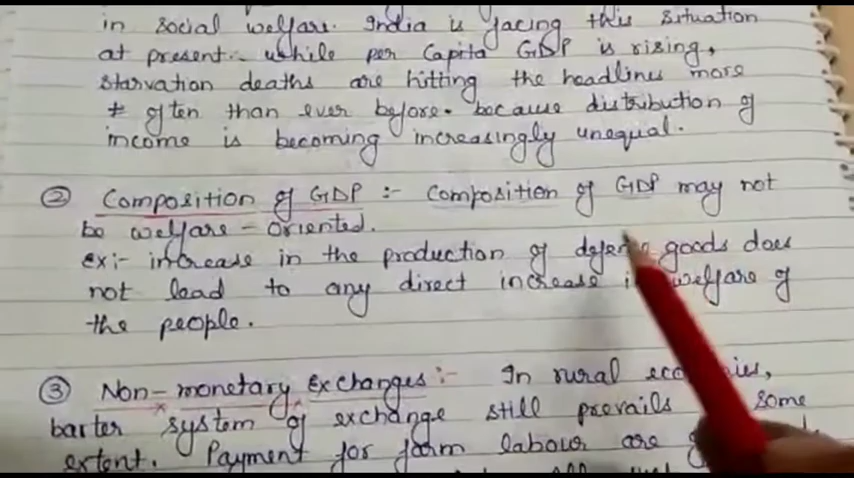 in social welfare. India is facing this situation
at present. while per Capita GDP is rising,
starvation deaths are hitting the headlines more
often than ever before. because distribution of
income is becoming increasingly unequal.
② Composition of GDP :- Composition of GDP may not
be welfare - oriented.
ex:- increase in the production of defence goods does
not lead to any direct increase in welfare of
the people.
③ Non-monetary Exchanges :- In rural
barter system of exchange still prevails some
extent. Payment for farm labour are